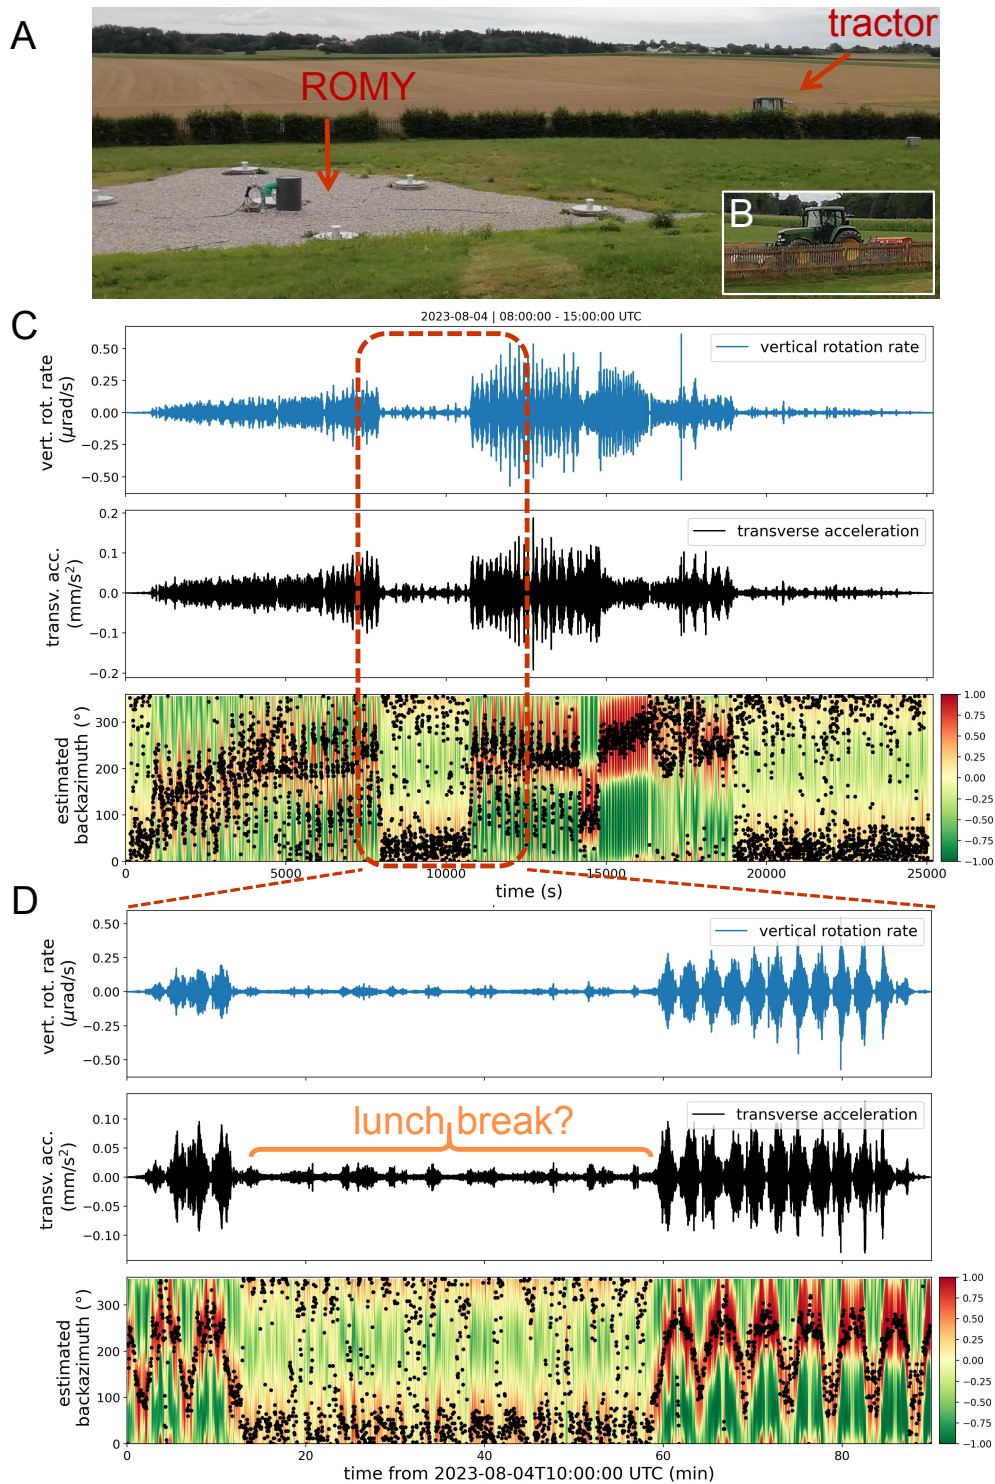 A
tractor
ROMY
B
C
2023-08-04 | 08:00:00 - 15:00:00 UTC
vertical rotation rate
vert. rot. rate
(μrad/s)
0.50
0.25
0.00
−0.25
−0.50
transverse acceleration
transv. acc.
(mm/s²)
0.2
0.1
0.0
−0.1
−0.2
estimated
backazimuth (°)
300
200
100
0
1.00
0.75
0.50
0.25
0.00
−0.25
−0.50
−0.75
−1.00
0 5000 10000 15000 20000 25000
time (s)
D
vertical rotation rate
vert. rot. rate
(μrad/s)
0.50
0.25
0.00
−0.25
−0.50
transverse acceleration
lunch break?
transv. acc.
(mm/s²)
0.10
0.05
0.00
−0.05
−0.10
estimated
backazimuth (°)
300
200
100
0
1.00
0.75
0.50
0.25
0.00
−0.25
−0.50
−0.75
−1.00
0 20 40 60 80
time from 2023-08-04T10:00:00 UTC (min)